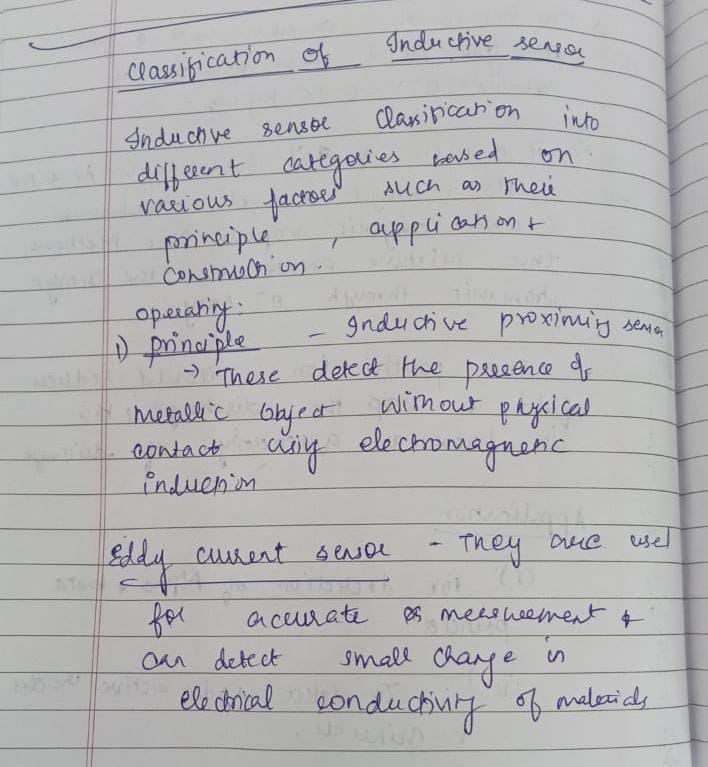 Classification of Inductive sensor
Inductive sensor Clasification into
different categories based on
various factors such as their
principle , application &
Construction.
operating:
1) principle - Inductive proximity sensor
→ These detect the presence of
metallic object without physical
contact using electromagnetic
induction
Eddy current sensor - They are used
for accurate measurement &
can detect small change in
electrical conductivity of materials